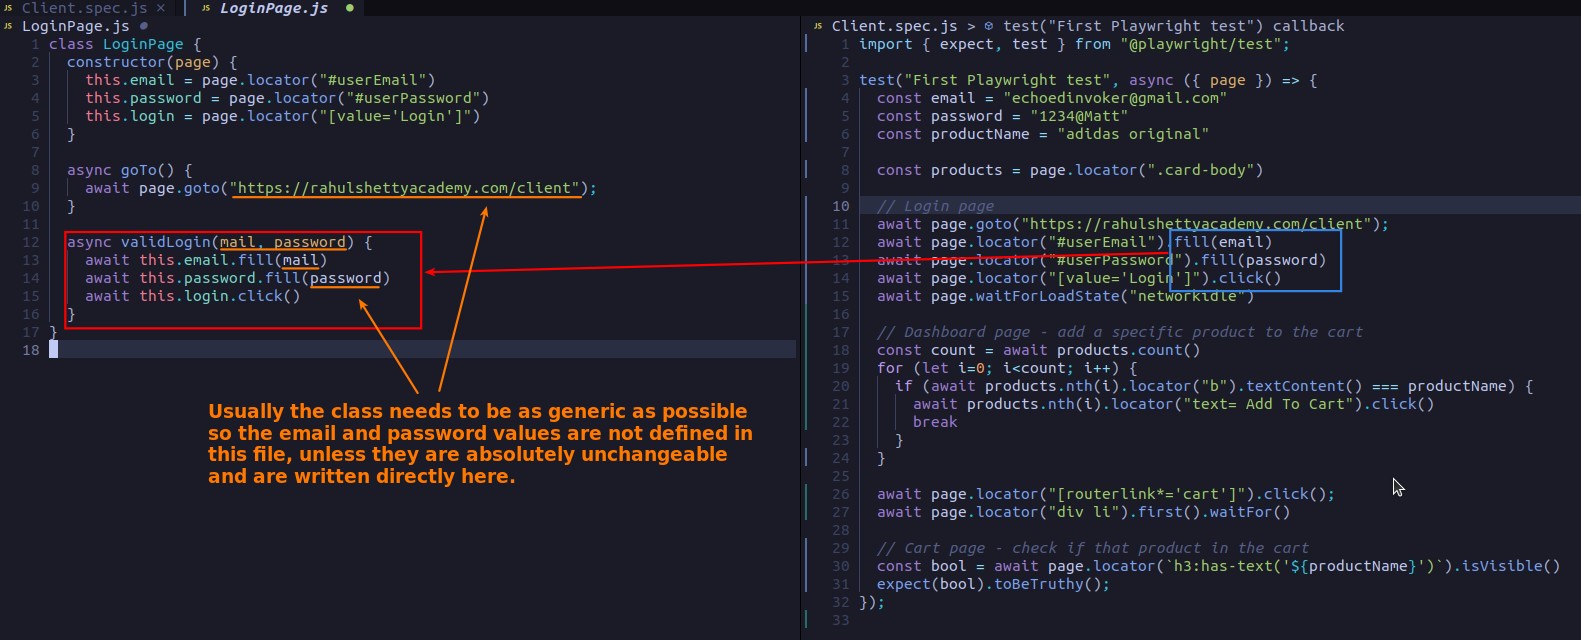 JS Client.spec.js × JS LoginPage.js ●
JS LoginPage.js ●
1 class LoginPage {
2 constructor(page) {
3 this.email = page.locator("#userEmail")
4 this.password = page.locator("#userPassword")
5 this.login = page.locator("[value='Login']")
6 }
7
8 async goTo() {
9 await page.goto("https://rahulshettyacademy.com/client");
10 }
11
12 async validLogin(mail, password) {
13 await this.email.fill(mail)
14 await this.password.fill(password)
15 await this.login.click()
16 }
17 }
18
Usually the class needs to be as generic as possible
so the email and password values are not defined in
this file, unless they are absolutely unchangeable
and are written directly here.
JS Client.spec.js > test("First Playwright test") callback
1 import { expect, test } from "@playwright/test";
2
3 test("First Playwright test", async ({ page }) => {
4 const email = "echoedinvoker@gmail.com"
5 const password = "1234@Matt"
6 const productName = "adidas original"
7
8 const products = page.locator(".card-body")
9
10 // Login page
11 await page.goto("https://rahulshettyacademy.com/client");
12 await page.locator("#userEmail").fill(email)
13 await page.locator("#userPassword").fill(password)
14 await page.locator("[value='Login']").click()
15 await page.waitForLoadState("networkidle")
16
17 // Dashboard page - add a specific product to the cart
18 const count = await products.count()
19 for (let i=0; i<count; i++) {
20 if (await products.nth(i).locator("b").textContent() === productName) {
21 await products.nth(i).locator("text= Add To Cart").click()
22 break
23 }
24 }
25
26 await page.locator("[routerlink*='cart']").click();
27 await page.locator("div li").first().waitFor()
28
29 // Cart page - check if that product in the cart
30 const bool = await page.locator(`h3:has-text('${productName}')`).isVisible()
31 expect(bool).toBeTruthy();
32 });
33